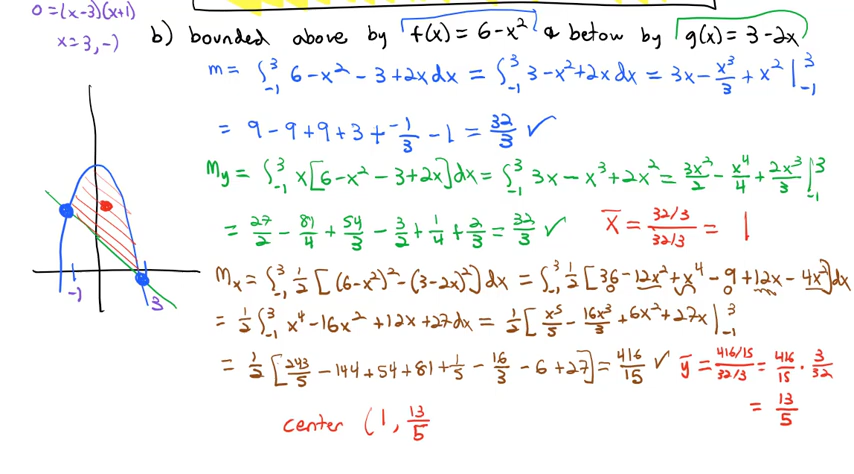 0=(x-3)(x+1)
x=3,-1
b) bounded above by f(x)=6-x² & below by g(x)=3-2x
m= ∫₋₁³ 6-x²-3+2x dx = ∫₋₁³ 3-x²+2x dx = 3x - x³/3 + x² |₋₁³
= 9-9+9+3+ -1/3 -1 = 32/3 ✓
My = ∫₋₁³ x[6-x²-3+2x]dx = ∫₋₁³ 3x-x³+2x² = 3x²/2 - x⁴/4 + 2x³/3 |₋₁³
= 27/2 - 81/4 + 54/3 - 3/2 + 1/4 + 2/3 = 32/3 ✓ x̄ = (32/3)/(32/3) = 1
Mx = ∫₋₁³ 1/2 [(6-x²)² - (3-2x)²]dx = ∫₋₁³ 1/2 [36-12x²+x⁴-9+12x-4x²]dx
= 1/2 ∫₋₁³ x⁴-16x²+12x+27dx = 1/2 [x⁵/5 - 16x³/3 + 6x² + 27x |₋₁³
= 1/2 [243/5 - 144+54+81+ 1/5 - 16/3 - 6+27] = 416/15 ✓ ȳ = (416/15)/(32/3) = 416/15 · 3/32
= 13/5
center (1, 13/5
-1
3